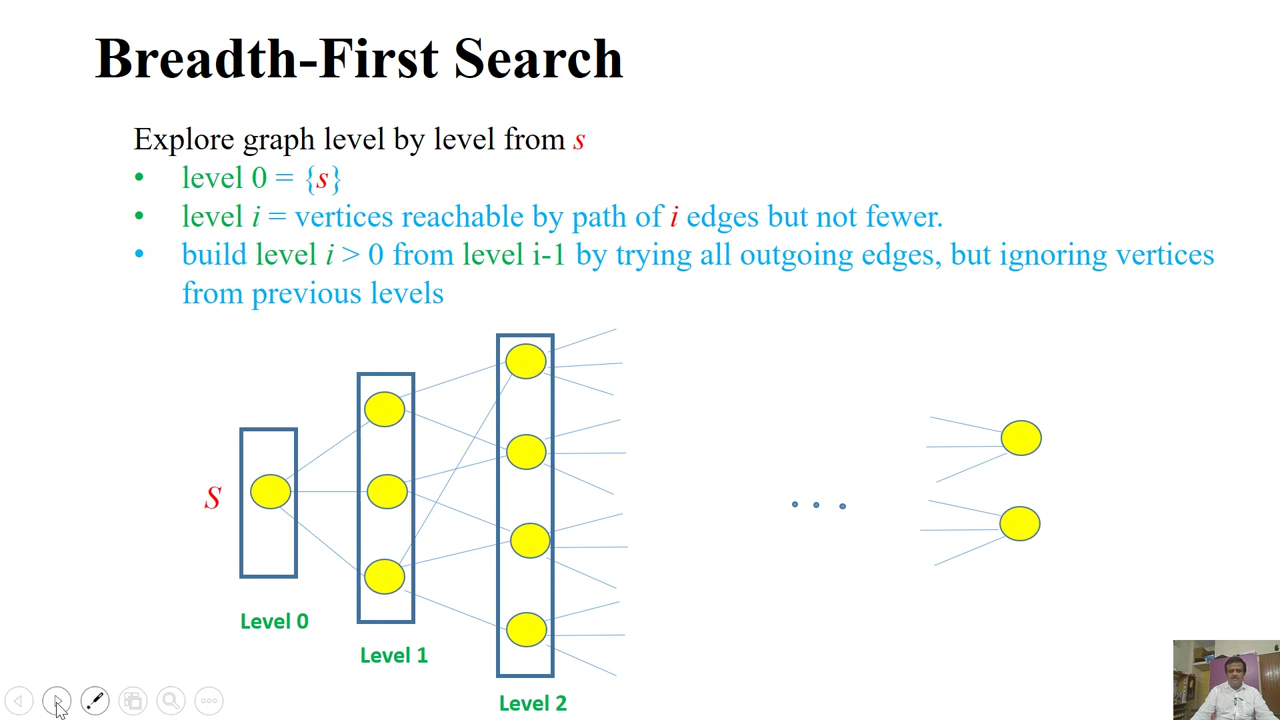 Breadth-First Search
Explore graph level by level from s
• level 0 = {s}
• level i = vertices reachable by path of i edges but not fewer.
• build level i > 0 from level i-1 by trying all outgoing edges, but ignoring vertices
from previous levels
S
Level 0
Level 1
Level 2